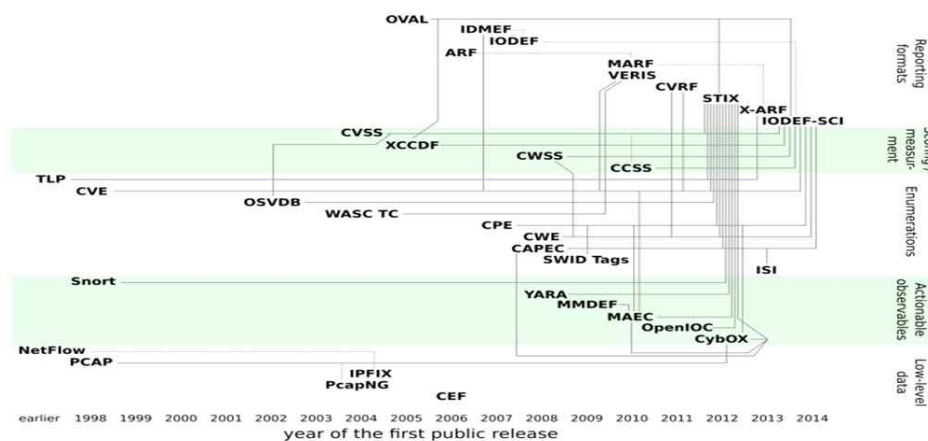 OVAL
IDMEF
IODEF
ARF
MARF
VERIS
CVRF
STIX
X-ARF
IODEF-SCI
Reporting
formats
CVSS
XCCDF
CWSS
CCSS
measur-
ment
TLP
CVE
OSVDB
WASC TC
CPE
CWE
CAPEC
SWID Tags
ISI
Enumerations
Snort
YARA
MMDEF
MAEC
OpenIOC
CybOX
Actionable
observables
NetFlow
PCAP
IPFIX
PcapNG
CEF
Low-level
data
earlier 1998 1999 2000 2001 2002 2003 2004 2005 2006 2007 2008 2009 2010 2011 2012 2013 2014
year of the first public release